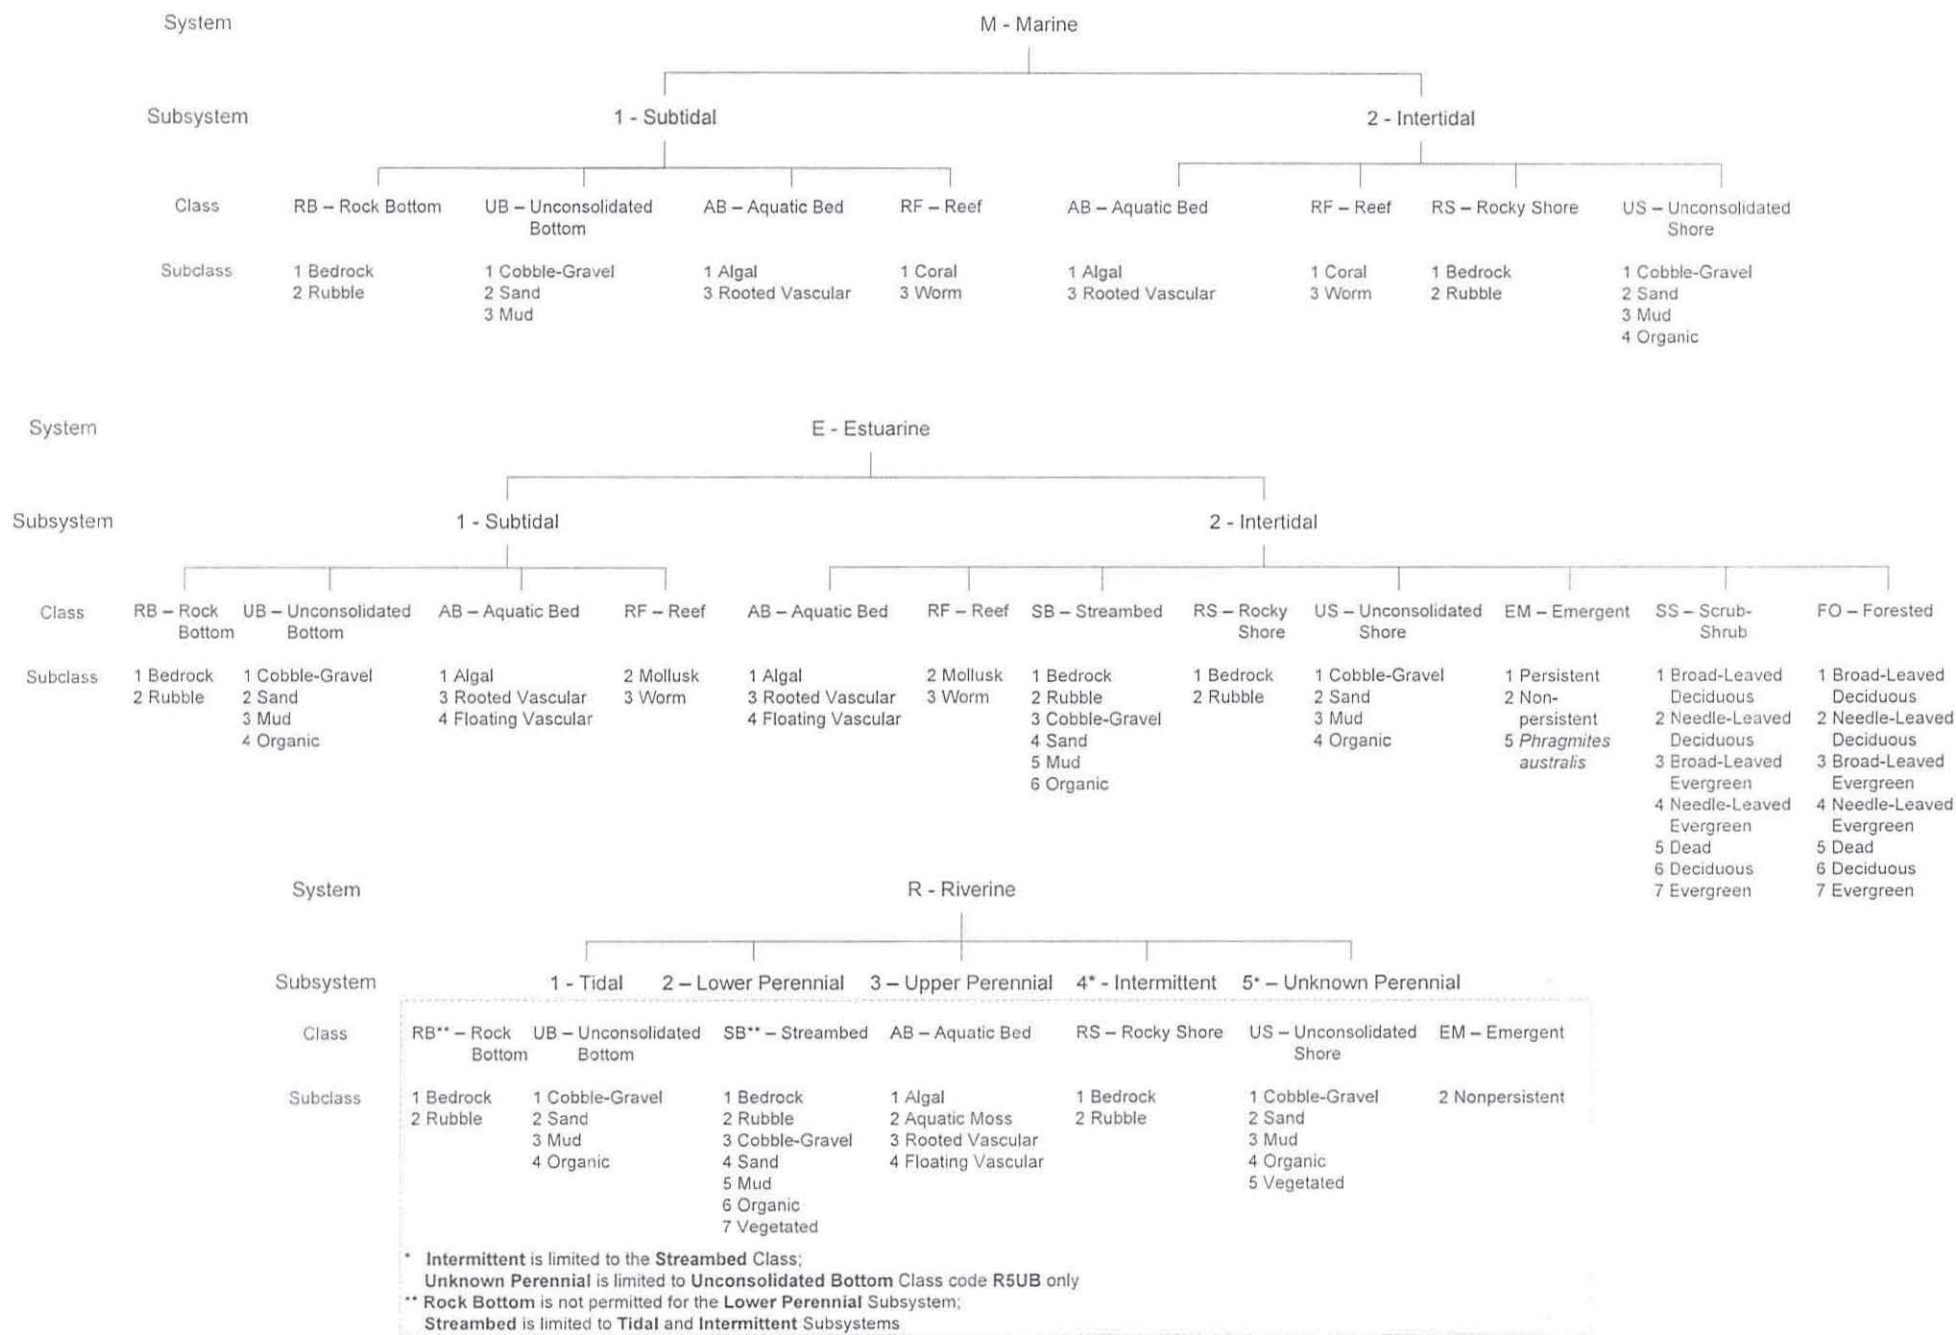 System M - Marine
Subsystem 1 - Subtidal 2 - Intertidal
Class RB – Rock Bottom UB – Unconsolidated AB – Aquatic Bed RF – Reef AB – Aquatic Bed RF – Reef RS – Rocky Shore US – Unconsolidated
Bottom Shore
Subclass 1 Bedrock 1 Cobble-Gravel 1 Algal 1 Coral 1 Algal 1 Coral 1 Bedrock 1 Cobble-Gravel
2 Rubble 2 Sand 3 Rooted Vascular 3 Worm 3 Rooted Vascular 3 Worm 2 Rubble 2 Sand
3 Mud 3 Mud
4 Organic
System E - Estuarine
Subsystem 1 - Subtidal 2 - Intertidal
Class RB – Rock UB – Unconsolidated AB – Aquatic Bed RF – Reef AB – Aquatic Bed RF – Reef SB – Streambed RS – Rocky US – Unconsolidated EM – Emergent SS – Scrub- FO – Forested
Bottom Bottom Shore Shore Shrub
Subclass 1 Bedrock 1 Cobble-Gravel 1 Algal 2 Mollusk 1 Algal 2 Mollusk 1 Bedrock 1 Bedrock 1 Cobble-Gravel 1 Persistent 1 Broad-Leaved 1 Broad-Leaved
2 Rubble 2 Sand 3 Rooted Vascular 3 Worm 3 Rooted Vascular 3 Worm 2 Rubble 2 Rubble 2 Sand 2 Non- Deciduous Deciduous
3 Mud 4 Floating Vascular 4 Floating Vascular 3 Cobble-Gravel 3 Mud persistent 2 Needle-Leaved 2 Needle-Leaved
4 Organic 4 Sand 4 Organic 5 Phragmites Deciduous Deciduous
5 Mud australis 3 Broad-Leaved 3 Broad-Leaved
6 Organic Evergreen Evergreen
4 Needle-Leaved 4 Needle-Leaved
Evergreen Evergreen
5 Dead 5 Dead
6 Deciduous 6 Deciduous
7 Evergreen 7 Evergreen
System R - Riverine
Subsystem 1 - Tidal 2 – Lower Perennial 3 – Upper Perennial 4* - Intermittent 5* – Unknown Perennial
Class RB** – Rock UB – Unconsolidated SB** – Streambed AB – Aquatic Bed RS – Rocky Shore US – Unconsolidated EM – Emergent
Bottom Bottom Shore
Subclass 1 Bedrock 1 Cobble-Gravel 1 Bedrock 1 Algal 1 Bedrock 1 Cobble-Gravel 2 Nonpersistent
2 Rubble 2 Sand 2 Rubble 2 Aquatic Moss 2 Rubble 2 Sand
3 Mud 3 Cobble-Gravel 3 Rooted Vascular 3 Mud
4 Organic 4 Sand 4 Floating Vascular 4 Organic
5 Mud 5 Vegetated
6 Organic
7 Vegetated
* Intermittent is limited to the Streambed Class;
Unknown Perennial is limited to Unconsolidated Bottom Class code R5UB only
** Rock Bottom is not permitted for the Lower Perennial Subsystem;
Streambed is limited to Tidal and Intermittent Subsystems